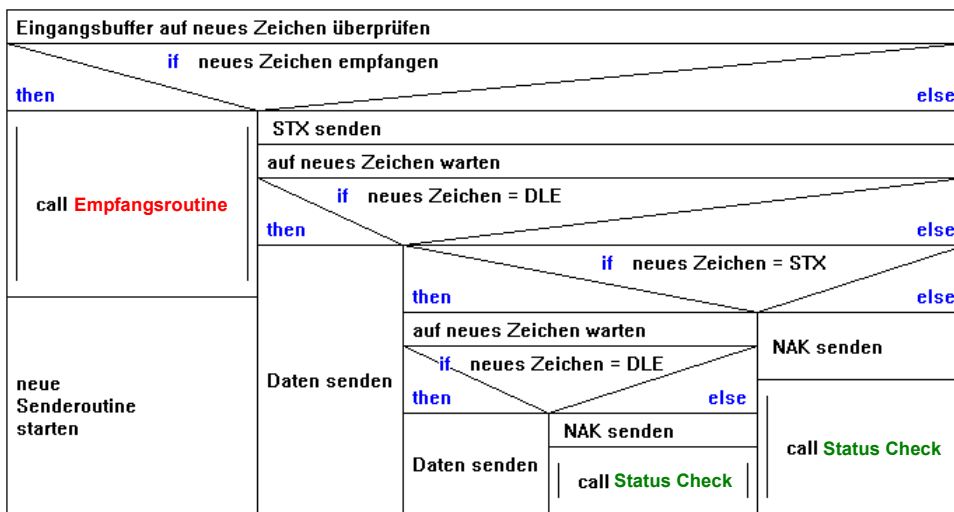 Eingangsbuffer auf neues Zeichen überprüfen
if neues Zeichen empfangen
then
else
STX senden
auf neues Zeichen warten
call Empfangsroutine
if neues Zeichen = DLE
then
else
if neues Zeichen = STX
then
else
auf neues Zeichen warten
NAK senden
if neues Zeichen = DLE
neue
Senderoutine
starten
Daten senden
then
else
NAK senden
call Status Check
Daten senden
call Status Check